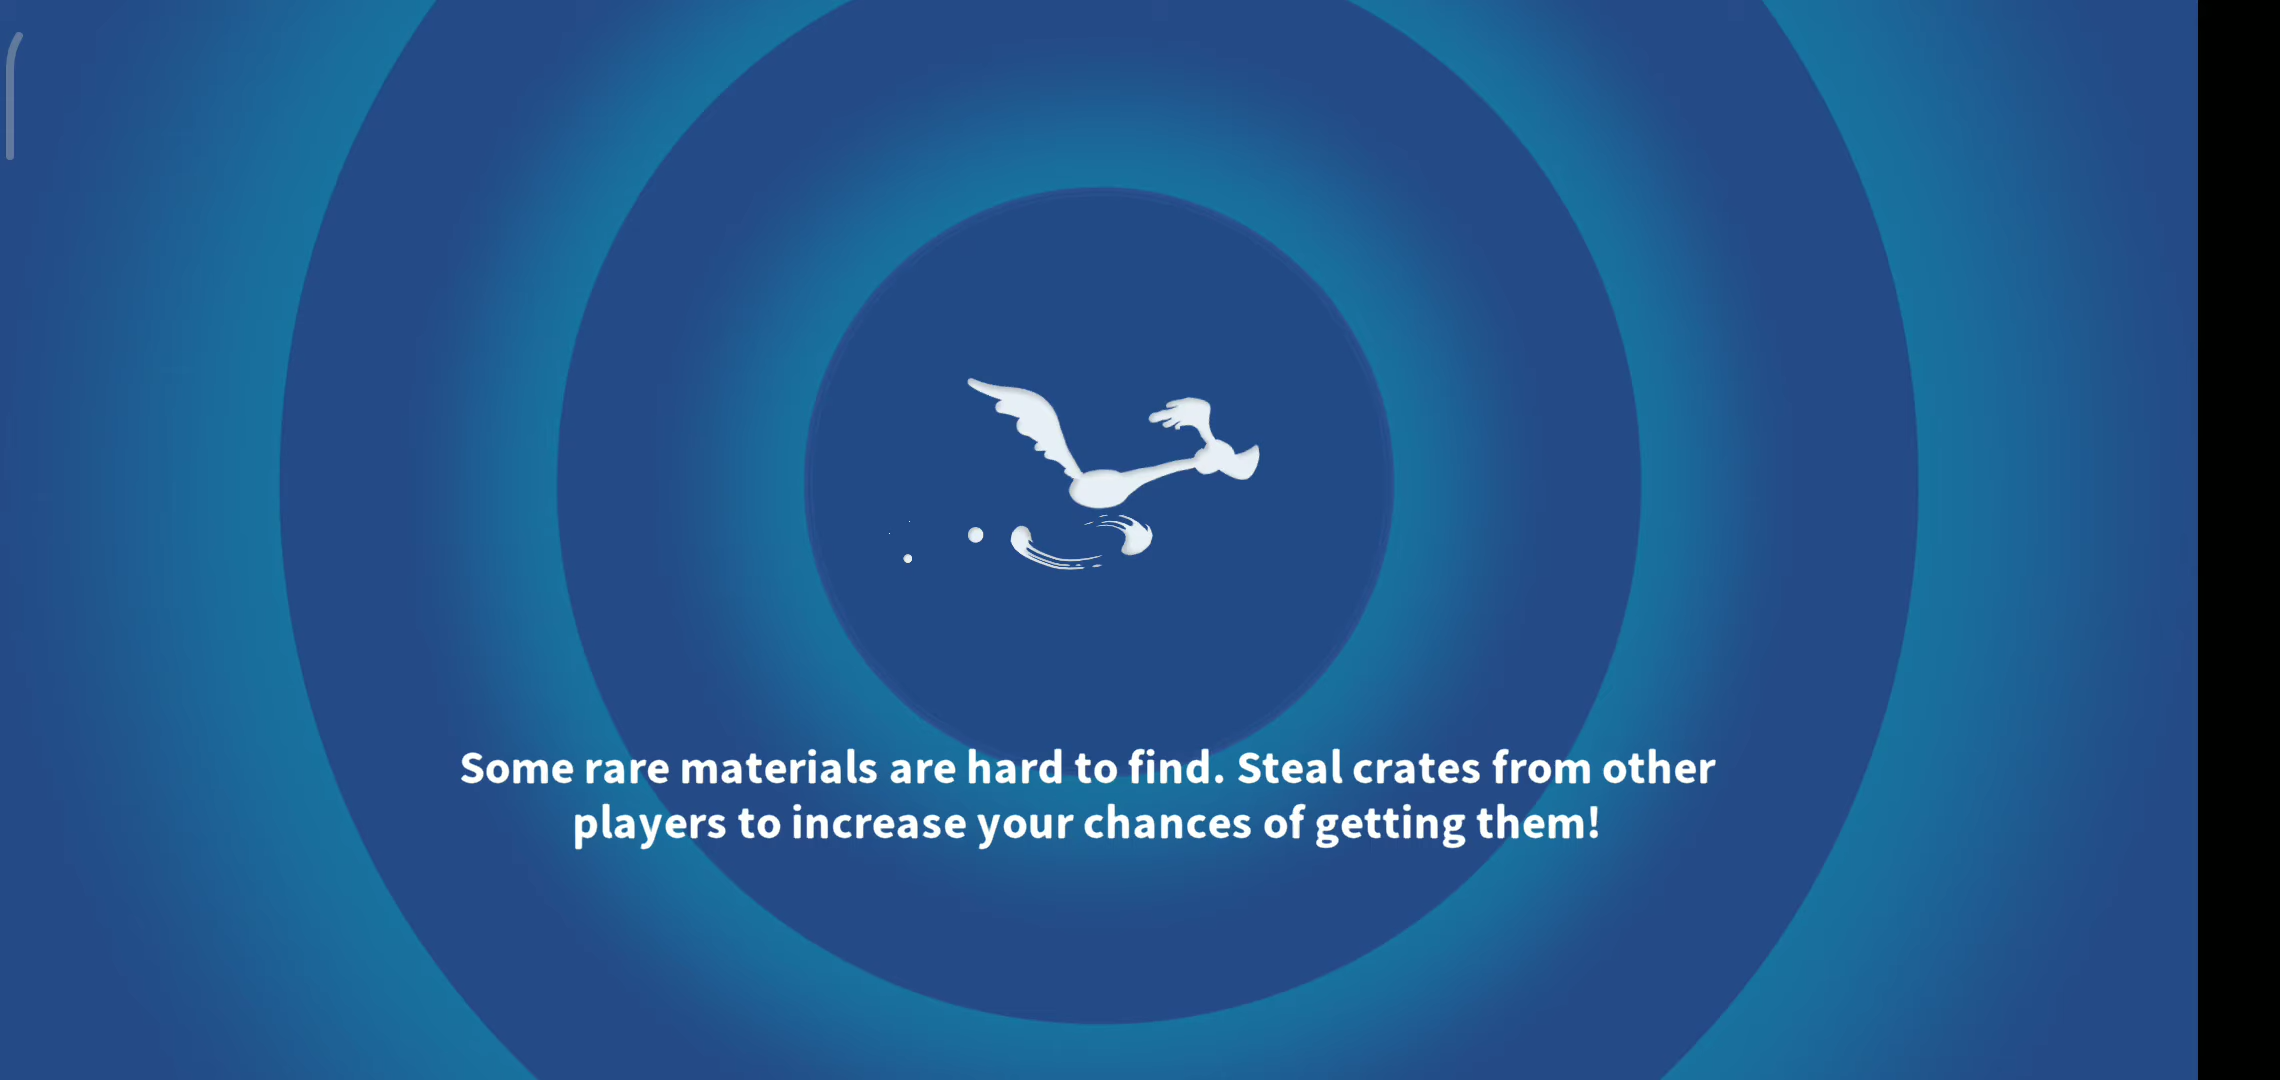 Some rare materials are hard to find. Steal crates from other
players to increase your chances of getting them!